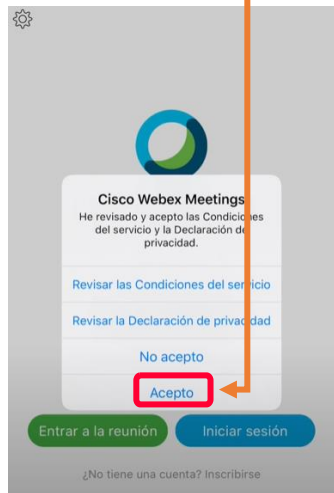 Cisco Webex Meetings
He revisado y acepto las Condiciones
del servicio y la Declaración de
privacidad.
Revisar las Condiciones del servicio
Revisar la Declaración de privacidad
No acepto
Acepto
Entrar a la reunión
Iniciar sesión
¿No tiene una cuenta? Inscribirse